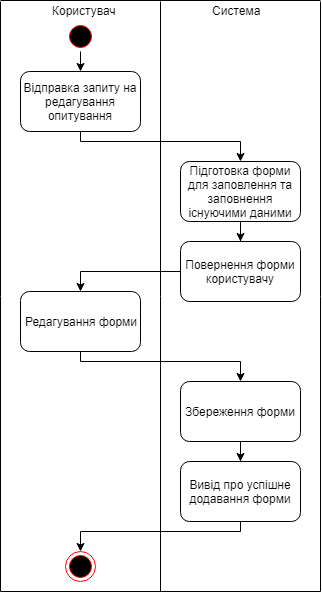 Користувач
Система
Відправка запиту на
редагування
опитування
Підготовка форми
для заповлення та
заповнення
існуючими даними
Повернення форми
користувачу
Редагування форми
Збереження форми
Вивід про успішне
додавання форми